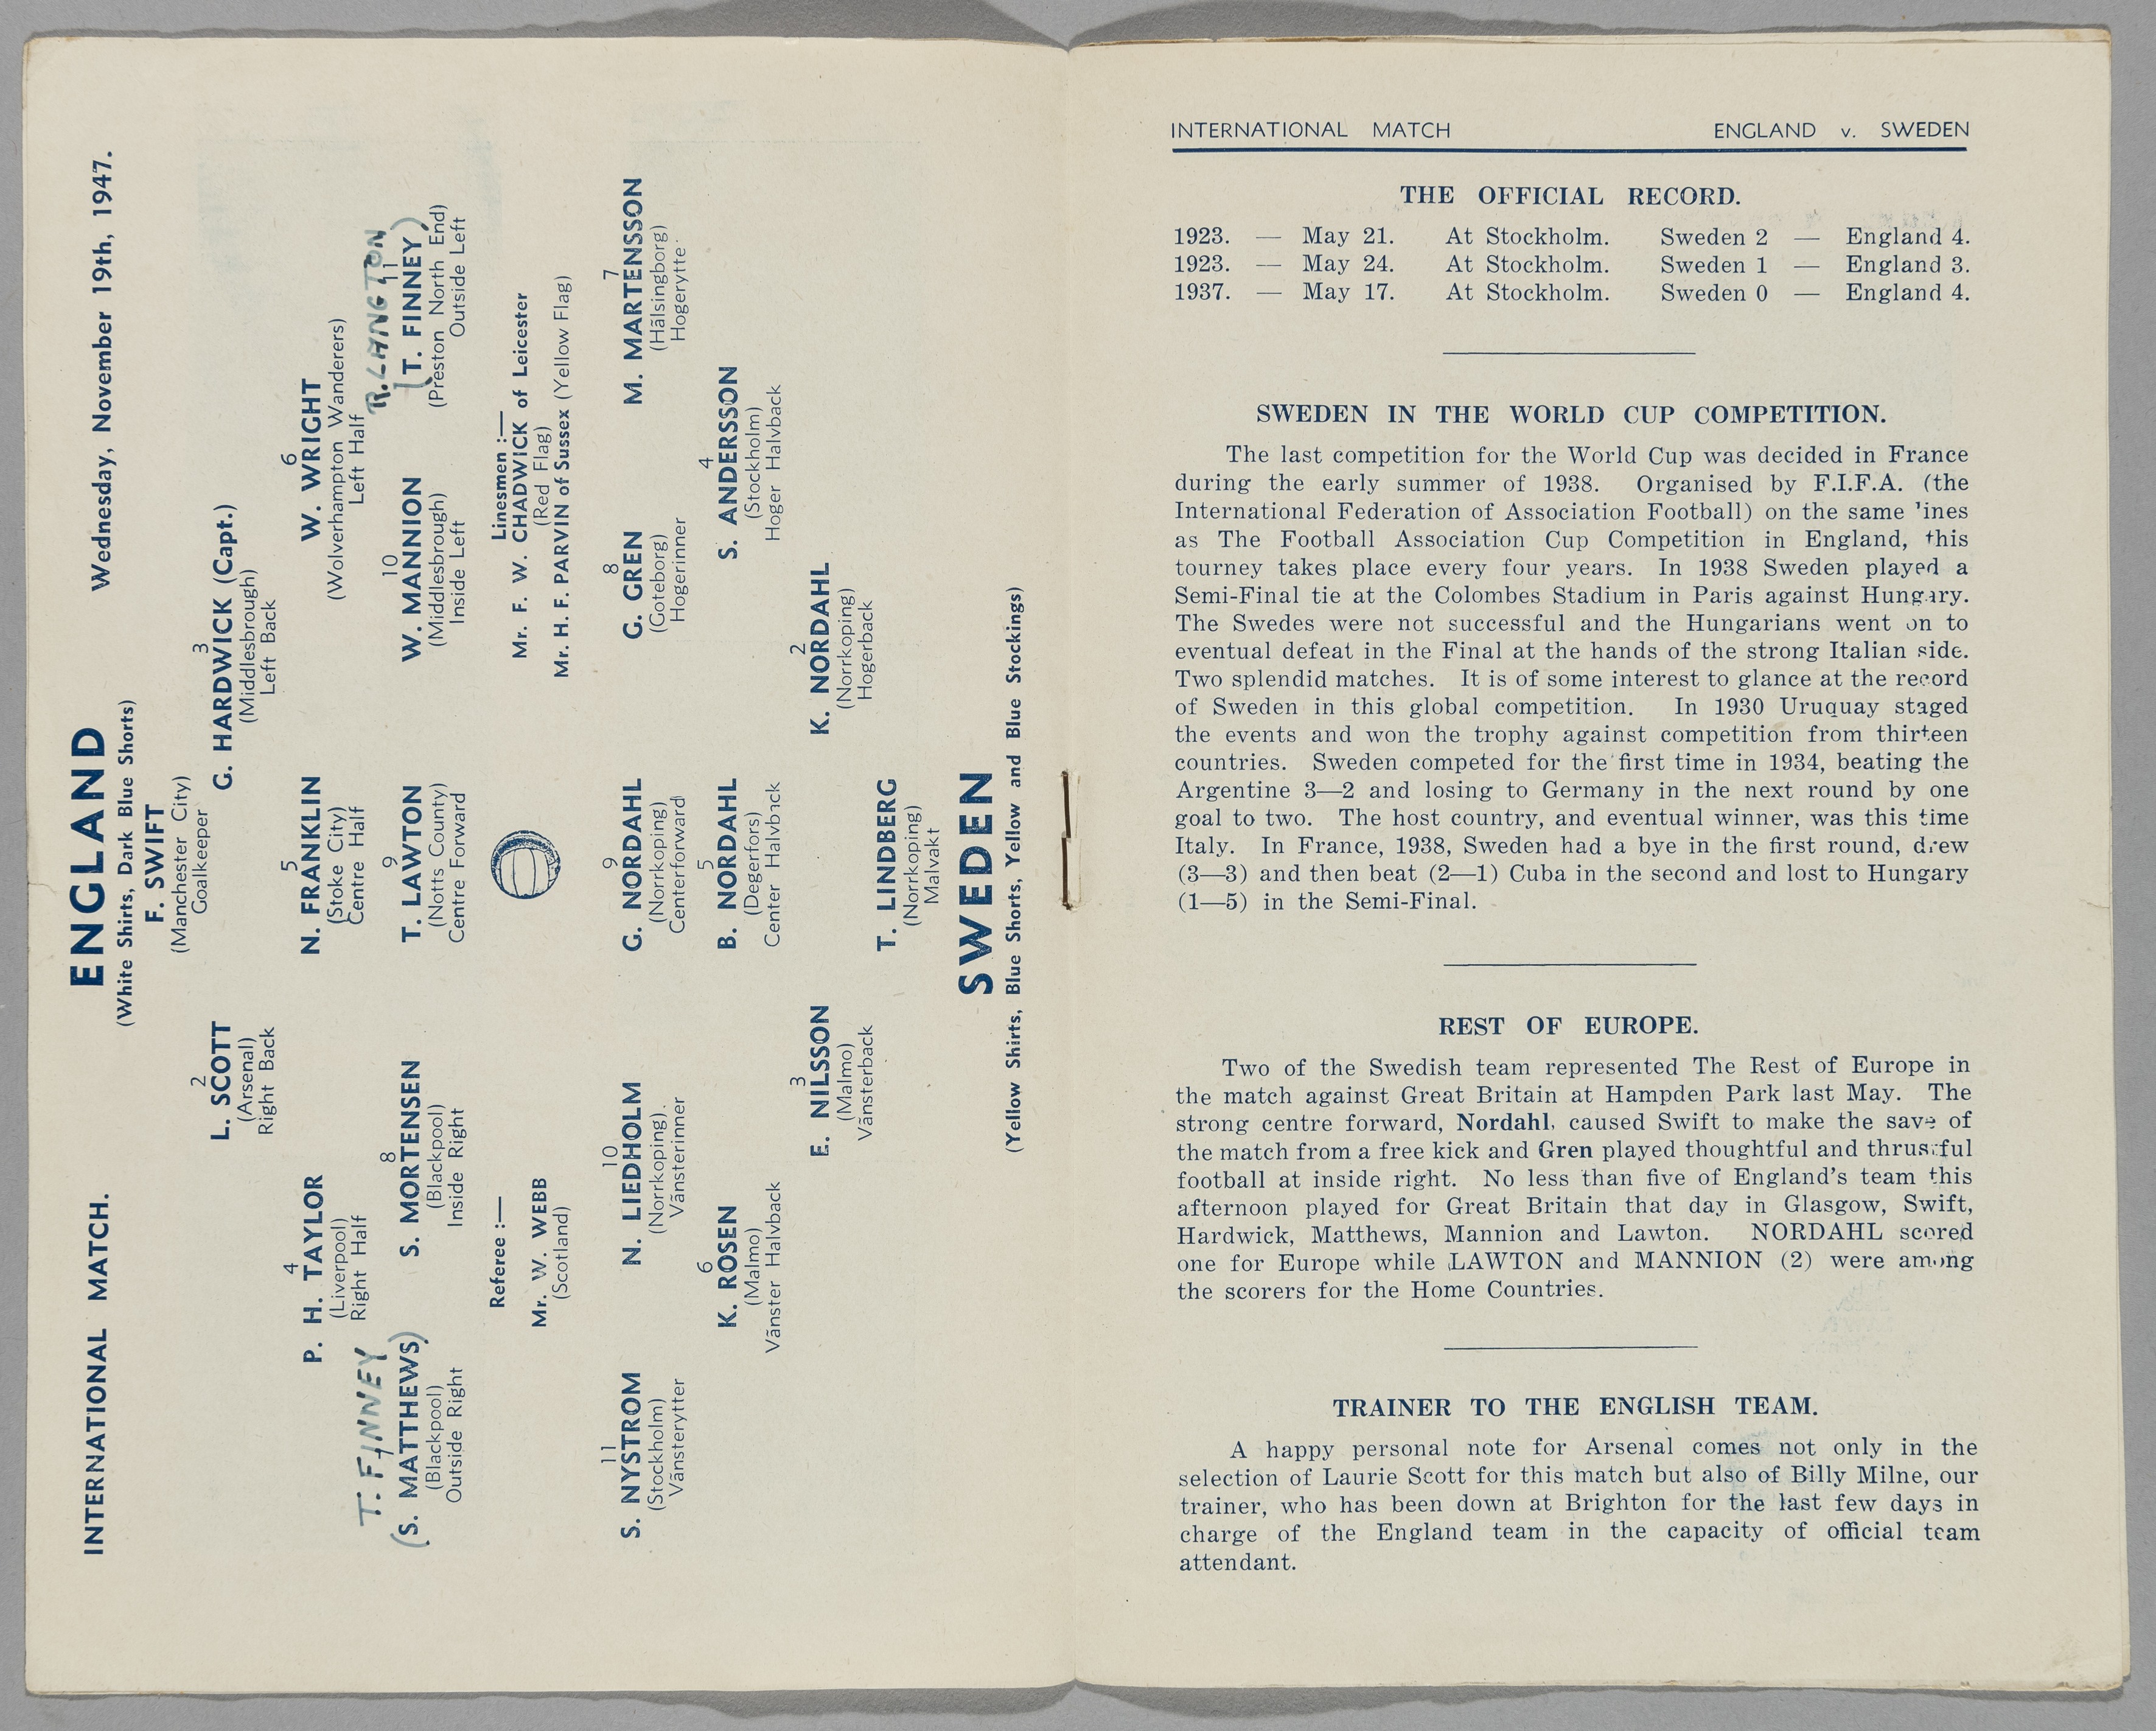 INTERNATIONAL MATCH.
ENGLAND
Wednesday, November 19th, 1947.
(White Shirts, Dark Blue Shorts)
F. SWIFT
(Manchester City)
Goalkeeper
2 3
L. SCOTT G. HARDWICK (Capt.)
(Arsenal) (Middlesbrough)
Right Back Left Back
4 5 6
P. H. TAYLOR N. FRANKLIN W. WRIGHT
(Liverpool) (Stoke City) (Wolverhampton Wanderers)
Right Half Centre Half Left Half
T. FINNEY R. LANGTON
8 9 10 11
(S. MATTHEWS) S. MORTENSEN T. LAWTON W. MANNION (T. FINNEY)
(Blackpool) (Blackpool) (Notts County) (Middlesbrough) (Preston North End)
Outside Right Inside Right Centre Forward Inside Left Outside Left
Referee :— Linesmen :—
Mr. W. WEBB Mr. F. W. CHADWICK of Leicester
(Scotland) (Red Flag)
Mr. H. F. PARVIN of Sussex (Yellow Flag)
11 10 9 8 7
S. NYSTROM N. LIEDHOLM G. NORDAHL G. GREN M. MARTENSSON
(Stockholm) (Norrkoping). (Norrkoping) (Goteborg) (Hälsingborg)
Vänsterytter Vänsterinner Centerforward Hogerinner Hogerytte
6 5 4
K. ROSEN B. NORDAHL S. ANDERSSON
(Malmo) (Degerfors) (Stockholm)
Vänster Halvback Center Halvback Hoger Halvback
3 2
E. NILSSON K. NORDAHL
(Malmo) (Norrkoping)
Vänsterback Hogerback
T. LINDBERG
(Norrkoping)
Malvakt
SWEDEN
(Yellow Shirts, Blue Shorts, Yellow and Blue Stockings)
INTERNATIONAL MATCH ENGLAND v. SWEDEN
THE OFFICIAL RECORD.
1923. — May 21. At Stockholm. Sweden 2 — England 4.
1923. — May 24. At Stockholm. Sweden 1 — England 3.
1937. — May 17. At Stockholm. Sweden 0 — England 4.
SWEDEN IN THE WORLD CUP COMPETITION.
The last competition for the World Cup was decided in France
during the early summer of 1938. Organised by F.I.F.A. (the
International Federation of Association Football) on the same lines
as The Football Association Cup Competition in England, this
tourney takes place every four years. In 1938 Sweden played a
Semi-Final tie at the Colombes Stadium in Paris against Hungary.
The Swedes were not successful and the Hungarians went on to
eventual defeat in the Final at the hands of the strong Italian side.
Two splendid matches. It is of some interest to glance at the record
of Sweden in this global competition. In 1930 Uruguay staged
the events and won the trophy against competition from thirteen
countries. Sweden competed for the first time in 1934, beating the
Argentine 3—2 and losing to Germany in the next round by one
goal to two. The host country, and eventual winner, was this time
Italy. In France, 1938, Sweden had a bye in the first round, drew
(3—3) and then beat (2—1) Cuba in the second and lost to Hungary
(1—5) in the Semi-Final.
REST OF EUROPE.
Two of the Swedish team represented The Rest of Europe in
the match against Great Britain at Hampden Park last May. The
strong centre forward, Nordahl, caused Swift to make the save of
the match from a free kick and Gren played thoughtful and thrustful
football at inside right. No less than five of England's team this
afternoon played for Great Britain that day in Glasgow, Swift,
Hardwick, Matthews, Mannion and Lawton. NORDAHL scored
one for Europe while LAWTON and MANNION (2) were among
the scorers for the Home Countries.
TRAINER TO THE ENGLISH TEAM.
A happy personal note for Arsenal comes not only in the
selection of Laurie Scott for this match but also of Billy Milne, our
trainer, who has been down at Brighton for the last few days in
charge of the England team in the capacity of official team
attendant.